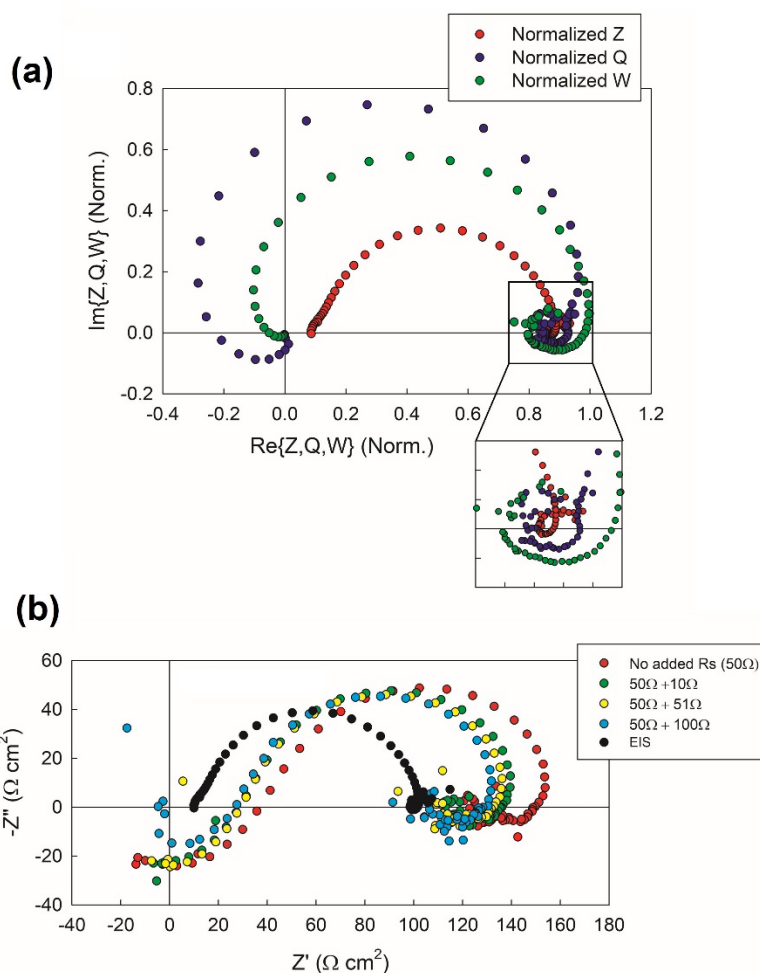 (a)
Normalized Z
Normalized Q
Normalized W
Im{Z,Q,W} (Norm.)
0.8
0.6
0.4
0.2
0.0
-0.2
-0.4 -0.2 0.0 0.2 0.4 0.6 0.8 1.0 1.2
Re{Z,Q,W} (Norm.)
(b)
No added Rs (50Ω)
50Ω +10Ω
50Ω + 51Ω
50Ω + 100Ω
EIS
-Z" (Ω cm²)
60
40
20
0
-20
-40
-40 -20 0 20 40 60 80 100 120 140 160 180
Z' (Ω cm²)